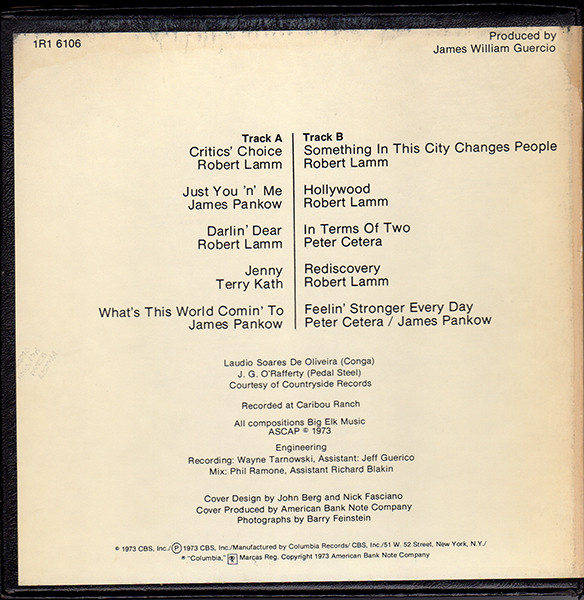 1R1 6106
Produced by
James William Guercio
Track A
Critics' Choice
Robert Lamm
Just You 'n' Me
James Pankow
Darlin' Dear
Robert Lamm
Jenny
Terry Kath
What's This World Comin' To
James Pankow
Track B
Something In This City Changes People
Robert Lamm
Hollywood
Robert Lamm
In Terms Of Two
Peter Cetera
Rediscovery
Robert Lamm
Feelin' Stronger Every Day
Peter Cetera / James Pankow
Laudio Soares De Oliveira (Conga)
J. G. O'Rafferty (Pedal Steel)
Courtesy of Countryside Records
Recorded at Caribou Ranch
All compositions Big Elk Music
ASCAP © 1973
Engineering
Recording: Wayne Tarnowski, Assistant: Jeff Guerico
Mix: Phil Ramone, Assistant Richard Blakin
Cover Design by John Berg and Nick Fasciano
Cover Produced by American Bank Note Company
Photographs by Barry Feinstein
© 1973 CBS, Inc./Ⓟ 1973 CBS, Inc./Manufactured by Columbia Records/ CBS, Inc./51 W. 52 Street, New York, N.Y./
® "Columbia," Marcas Reg. Copyright 1973 American Bank Note Company